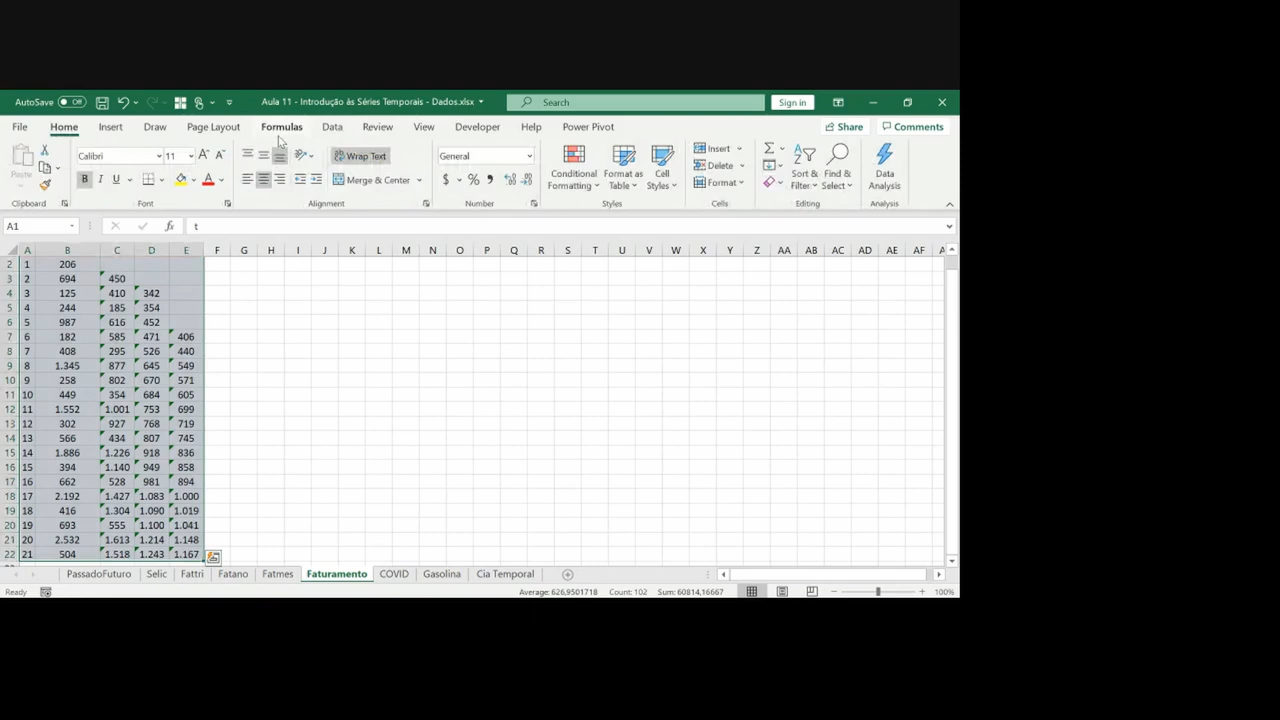 AutoSave Off Aula 11 - Introdução às Séries Temporais - Dados.xlsx Search Sign in
File Home Insert Draw Page Layout Formulas Data Review View Developer Help Power Pivot Share Comments
Paste Calibri 11 A A Wrap Text General Conditional Formatting Format as Table Cell Styles Insert Sort & Filter Find & Select Data Analysis
B I U A Merge & Center $ % Delete
Format
Clipboard Font Alignment Number Styles Cells Editing Analysis
A1 fx t
A B C D E F G H I J K L M N O P Q R S T U V W X Y Z AA AB AC AD AE AF
2 1 206
3 2 694 450
4 3 125 410 342
5 4 244 185 354
6 5 987 616 452
7 6 182 585 471 406
8 7 408 295 526 440
9 8 1.345 877 645 549
10 9 258 802 670 571
11 10 449 354 684 605
12 11 1.552 1.001 753 699
13 12 302 927 768 719
14 13 566 434 807 745
15 14 1.886 1.226 918 836
16 15 394 1.140 949 858
17 16 662 528 981 894
18 17 2.192 1.427 1.083 1.000
19 18 416 1.304 1.090 1.019
20 19 693 555 1.100 1.041
21 20 2.532 1.613 1.214 1.148
22 21 504 1.518 1.243 1.167
PassadoFuturo Selic Fattri Fatano Fatmes Faturamento COVID Gasolina Cia Temporal
Ready Average: 626,9501718 Count: 102 Sum: 60814,16667 100%